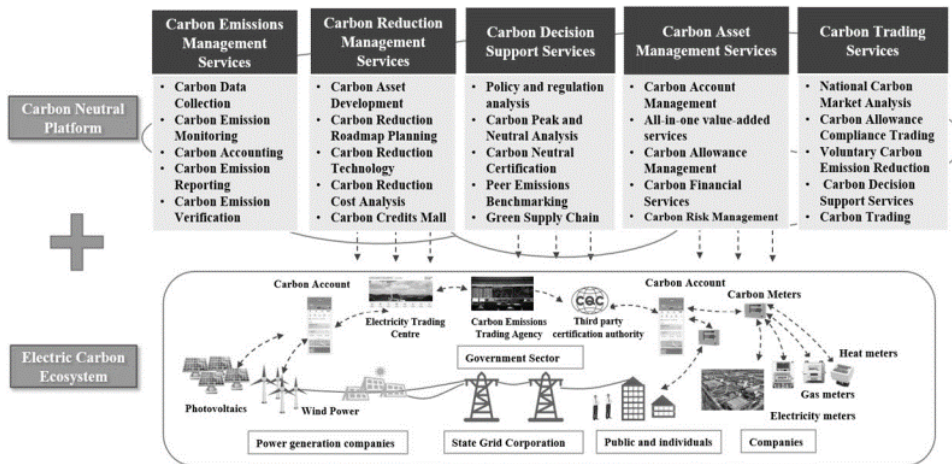 Carbon Emissions
Management
Services
Carbon Reduction
Management
Services
Carbon Decision
Support Services
Carbon Asset
Management Services
Carbon Trading
Services
Carbon Neutral
Platform
• Carbon Data
Collection
• Carbon Emission
Monitoring
• Carbon Accounting
• Carbon Emission
Reporting
• Carbon Emission
Verification
• Carbon Asset
Development
• Carbon Reduction
Roadmap Planning
• Carbon Reduction
Technology
• Carbon Reduction
Cost Analysis
• Carbon Credits Mall
• Policy and regulation
analysis
• Carbon Peak and
Neutral Analysis
• Carbon Neutral
Certification
• Peer Emissions
Benchmarking
• Green Supply Chain
• Carbon Account
Management
• All-in-one value-added
services
• Carbon Allowance
Management
• Carbon Financial
Services
• Carbon Risk Management
• National Carbon
Market Analysis
• Carbon Allowance
Compliance Trading
• Voluntary Carbon
Emission Reduction
• Carbon Decision
Support Services
• Carbon Trading
Electric Carbon
Ecosystem
Carbon Account
Electricity Trading
Centre
Carbon Emissions
Trading Agency
CQC
Third party
certification authority
Carbon Account
Carbon Meters
Government Sector
Heat meters
Gas meters
Electricity meters
Photovoltaics
Wind Power
Power generation companies
State Grid Corporation
Public and individuals
Companies